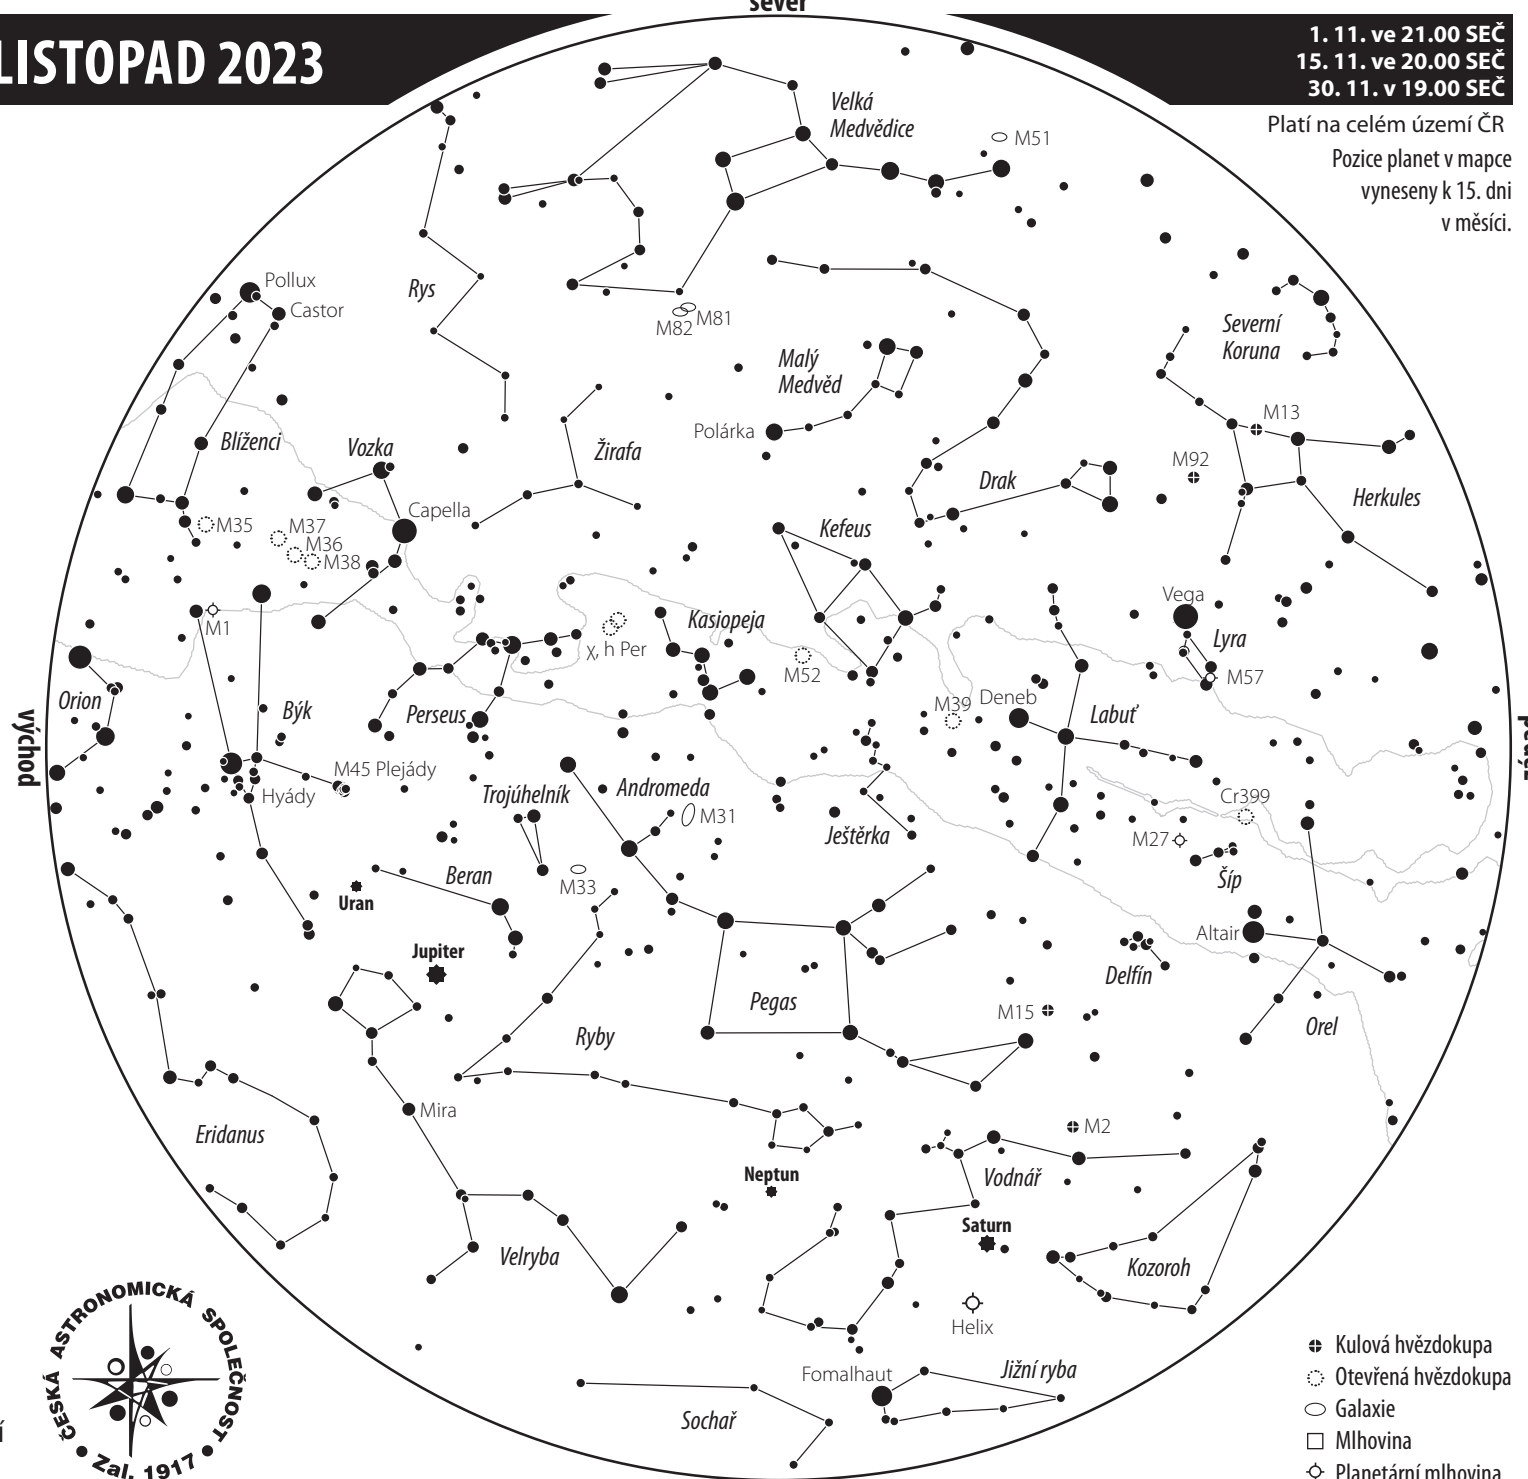 sever
LISTOPAD 2023
1. 11. ve 21.00 SEČ
15. 11. ve 20.00 SEČ
30. 11. v 19.00 SEČ
Platí na celém území ČR
Pozice planet v mapce
vyneseny k 15. dni
v měsíci.
Velká
Medvědice
M51
Pollux
Castor
Rys
M82
M81
Severní
Koruna
Malý
Medvěd
Polárka
M13
Blíženci
Vozka
Žirafa
M92
Drak
Herkules
Capella
Kefeus
M35
M37
M36
M38
M1
χ, h Per
Kasiopeja
M52
Vega
Lyra
M57
Orion
Býk
Perseus
M39
Deneb
Labuť
východ
M45 Plejády
Hyády
Trojúhelník
Andromeda
M31
Ještěrka
Cr399
M27
Šíp
Beran
M33
Uran
Jupiter
Altair
Delfín
Pegas
M15
Orel
Ryby
Mira
Eridanus
M2
Neptun
Vodnář
Saturn
Velryba
Kozoroh
Helix
Fomalhaut
Jižní ryba
Sochař
ČESKÁ ASTRONOMICKÁ SPOLEČNOST
Zal. 1917
í
Kulová hvězdokupa
Otevřená hvězdokupa
Galaxie
Mlhovina
Planetární mlhovina